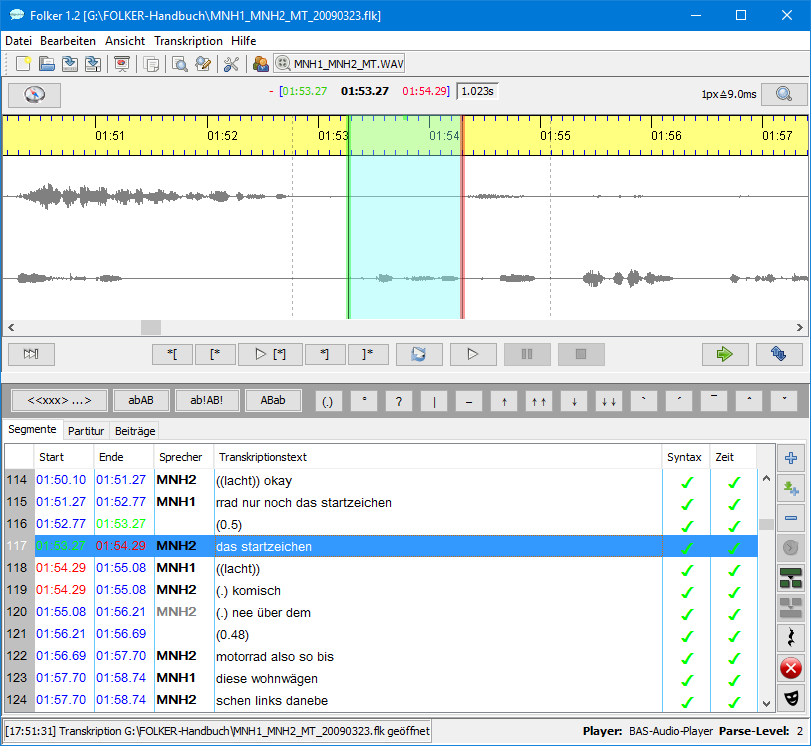 Folker 1.2 [G:\FOLKER-Handbuch\MNH1_MNH2_MT_20090323.flk]
Datei Bearbeiten Ansicht Transkription Hilfe
MNH1_MNH2_MT.WAV
- [01:53.27 01:53.27 01:54.29] 1.023s 1px≙9.0ms
01:51 01:52 01:53 01:54 01:55 01:56 01:57
*[ [* [*] *] ]*
<<xxx> ...> abAB ab!AB! ABab (.) ° ? | – ↑ ↑↑ ↓ ↓↓ ` ´ ¯ ˆ ˇ
Segmente Partitur Beiträge
Start Ende Sprecher Transkriptionstext Syntax Zeit
114 01:50.10 01:51.27 MNH2 ((lacht)) okay ✓ ✓
115 01:51.27 01:52.77 MNH1 rrad nur noch das startzeichen ✓ ✓
116 01:52.77 01:53.27 (0.5) ✓ ✓
117 01:53.27 01:54.29 MNH2 das startzeichen ✓ ✓
118 01:54.29 01:55.08 MNH1 ((lacht)) ✓ ✓
119 01:54.29 01:55.08 MNH2 (.) komisch ✓ ✓
120 01:55.08 01:56.21 MNH2 (.) nee über dem ✓ ✓
121 01:56.21 01:56.69 (0.48) ✓ ✓
122 01:56.69 01:57.70 MNH2 motorrad also so bis ✓ ✓
123 01:57.70 01:58.74 MNH1 diese wohnwägen ✓ ✓
124 01:57.70 01:58.74 MNH2 schen links danebe ✓ ✓
[17:51:31] Transkription G:\FOLKER-Handbuch\MNH1_MNH2_MT_20090323.flk geöffnet Player: BAS-Audio-Player Parse-Level: 2